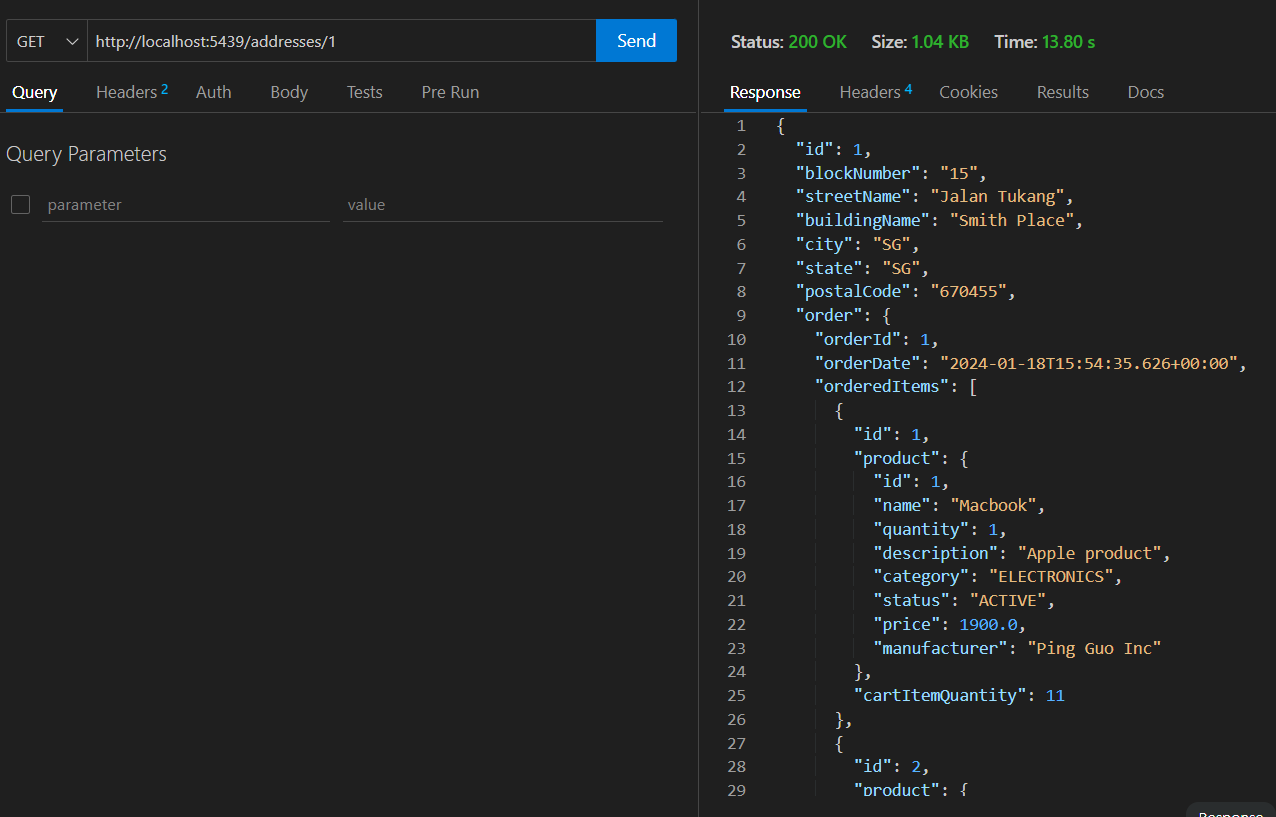 GET http://localhost:5439/addresses/1 Send
Query Headers 2 Auth Body Tests Pre Run
Query Parameters
parameter value
Status: 200 OK Size: 1.04 KB Time: 13.80 s
Response Headers 4 Cookies Results Docs
1 {
2 "id": 1,
3 "blockNumber": "15",
4 "streetName": "Jalan Tukang",
5 "buildingName": "Smith Place",
6 "city": "SG",
7 "state": "SG",
8 "postalCode": "670455",
9 "order": {
10 "orderId": 1,
11 "orderDate": "2024-01-18T15:54:35.626+00:00",
12 "orderedItems": [
13 {
14 "id": 1,
15 "product": {
16 "id": 1,
17 "name": "Macbook",
18 "quantity": 1,
19 "description": "Apple product",
20 "category": "ELECTRONICS",
21 "status": "ACTIVE",
22 "price": 1900.0,
23 "manufacturer": "Ping Guo Inc"
24 },
25 "cartItemQuantity": 11
26 },
27 {
28 "id": 2,
29 "product": {
Response